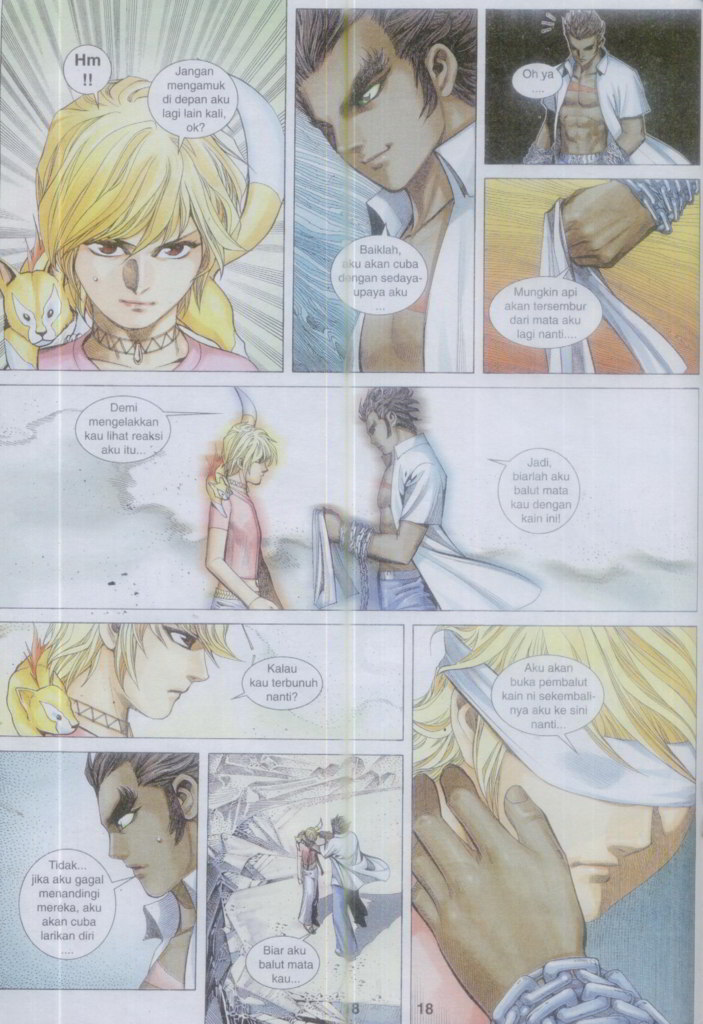 Hm
!!
Jangan
mengamuk
di depan aku
lagi lain kali,
ok?
Baiklah,
aku akan cuba
dengan sedaya-
upaya aku
...
Oh ya
....
Mungkin api
akan tersembur
dari mata aku
lagi nanti....
Demi
mengelakkan
kau lihat reaksi
aku itu...
Jadi,
biarlah aku
balut mata
kau dengan
kain ini!
Kalau
kau terbunuh
nanti?
Aku akan
buka pembalut
kain ni sekembali-
nya aku ke sini
nanti...
Tidak...
jika aku gagal
menandingi
mereka, aku
akan cuba
larikan diri
....
Biar aku
balut mata
kau...
18
18